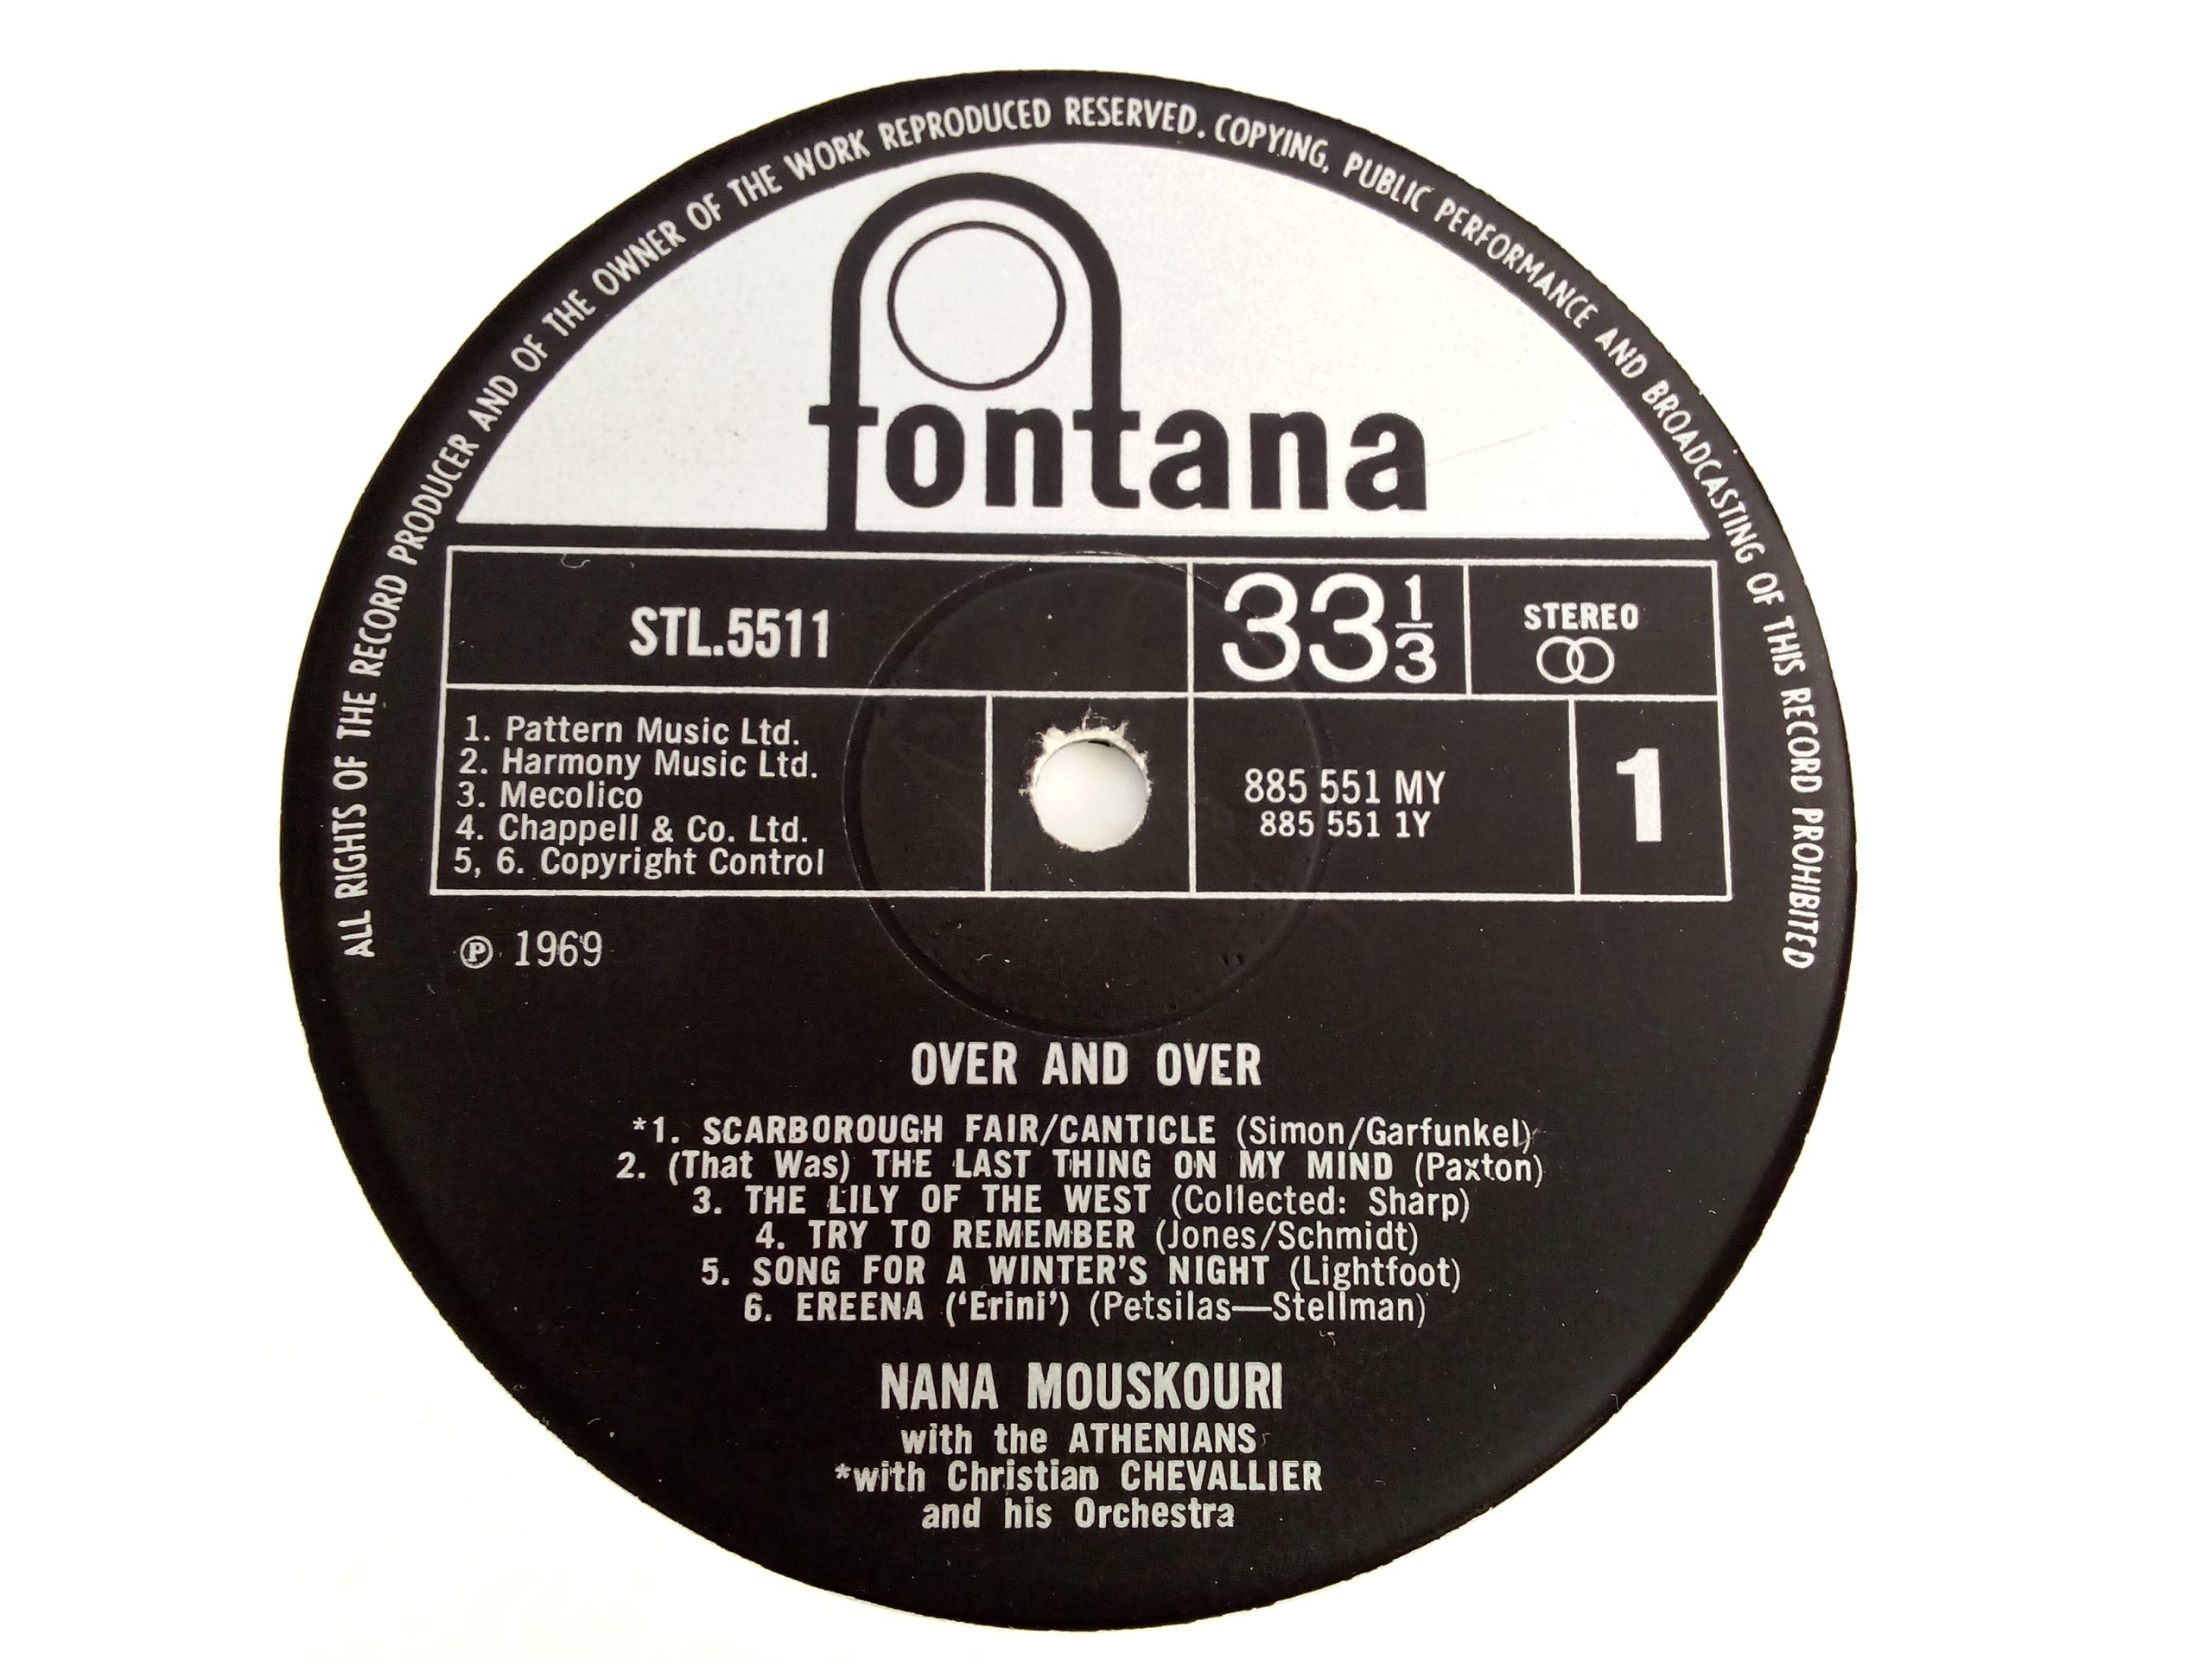 ALL RIGHTS OF THE RECORD PRODUCER AND OF THE OWNER OF THE WORK REPRODUCED RESERVED. COPYING, PUBLIC PERFORMANCE AND BROADCASTING OF THIS RECORD PROHIBITED
fontana
STL.5511
33 1/3
STEREO
1. Pattern Music Ltd.
2. Harmony Music Ltd.
3. Mecolico
4. Chappell & Co. Ltd.
5, 6. Copyright Control
885 551 MY
885 551 1Y
1
Ⓟ 1969
OVER AND OVER
*1. SCARBOROUGH FAIR/CANTICLE (Simon/Garfunkel)
2. (That Was) THE LAST THING ON MY MIND (Paxton)
3. THE LILY OF THE WEST (Collected: Sharp)
4. TRY TO REMEMBER (Jones/Schmidt)
5. SONG FOR A WINTER'S NIGHT (Lightfoot)
6. EREENA ('Erini') (Petsilas—Stellman)
NANA MOUSKOURI
with the ATHENIANS
*with Christian CHEVALLIER
and his Orchestra